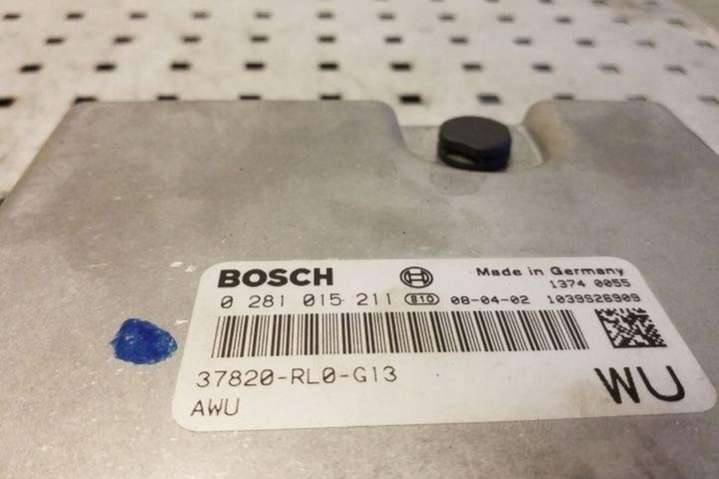 BOSCH
Made in Germany
1374 0055
0 281 015 211 810 08-04-02 1039S26909
37820-RL0-G13
AWU
WU